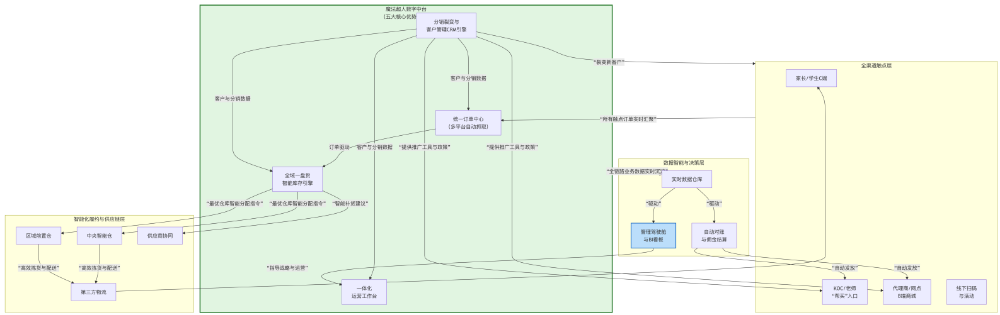 魔法超人数字中台
(五大核心优势
分销裂变与
客户管理CRM引擎
“裂变新客户”
客户与分销数据
客户与分销数据
统一订单中心
(多平台自动抓取)
“所有触点订单实时汇聚”
订单驱动
客户与分销数据
“提供推广工具与政策”
“提供推广工具与政策”
全域一盘货
智能库存引擎
“最优仓库智能分配指令”
“最优仓库智能分配指令”
“智能补货建议”
“指导战略与运营”
一体化
运营工作台
智能化履约与供应链层
区域前置仓
中央智能仓
供应商协同
“高效拣货与配送”
“高效拣货与配送”
第三方物流
数据智能与决策层
“全链路业务数据实时沉淀”
实时数据仓库
“驱动”
“驱动”
管理驾驶舱
与BI看板
自动对账
与佣金结算
全渠道触点层
家长/学生C端
“自动发放”
“自动发放”
KOC/老师
“帮买”入口
代理商/网点
B端商城
线下扫码
与活动